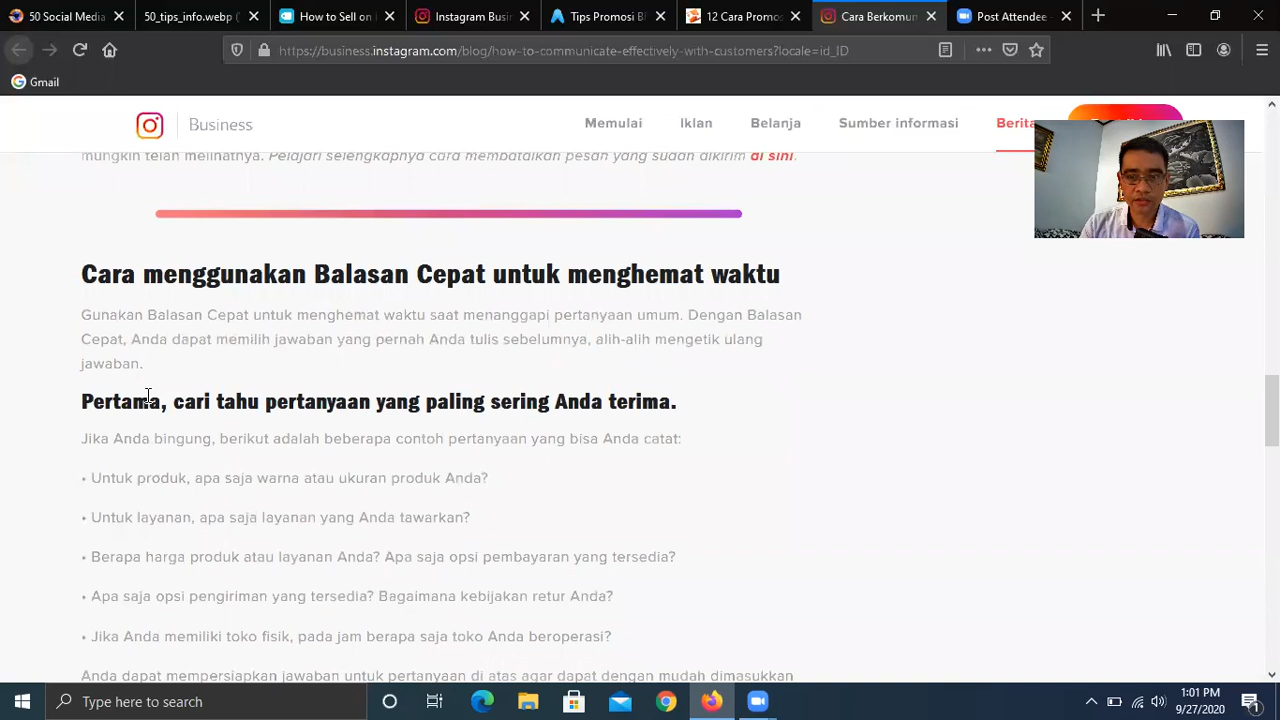 50 Social Media
50_tips_info.webp (
How to Sell on I
Instagram Busin
Tips Promosi Bi
12 Cara Promos
Cara Berkomun
Post Attendee -
https://business.instagram.com/blog/how-to-communicate-effectively-with-customers?locale=id_ID
Gmail
Business
Memulai
Iklan
Belanja
Sumber informasi
Berita
mungkin telah melihatnya. Pelajari selengkapnya cara membatalkan pesan yang sudah dikirim di sini.
Cara menggunakan Balasan Cepat untuk menghemat waktu
Gunakan Balasan Cepat untuk menghemat waktu saat menanggapi pertanyaan umum. Dengan Balasan
Cepat, Anda dapat memilih jawaban yang pernah Anda tulis sebelumnya, alih-alih mengetik ulang
jawaban.
Pertama, cari tahu pertanyaan yang paling sering Anda terima.
Jika Anda bingung, berikut adalah beberapa contoh pertanyaan yang bisa Anda catat:
• Untuk produk, apa saja warna atau ukuran produk Anda?
• Untuk layanan, apa saja layanan yang Anda tawarkan?
• Berapa harga produk atau layanan Anda? Apa saja opsi pembayaran yang tersedia?
• Apa saja opsi pengiriman yang tersedia? Bagaimana kebijakan retur Anda?
• Jika Anda memiliki toko fisik, pada jam berapa saja toko Anda beroperasi?
Anda dapat mempersiapkan jawaban untuk pertanyaan di atas agar dapat dengan mudah dimasukkan
Type here to search
1:01 PM
9/27/2020
1